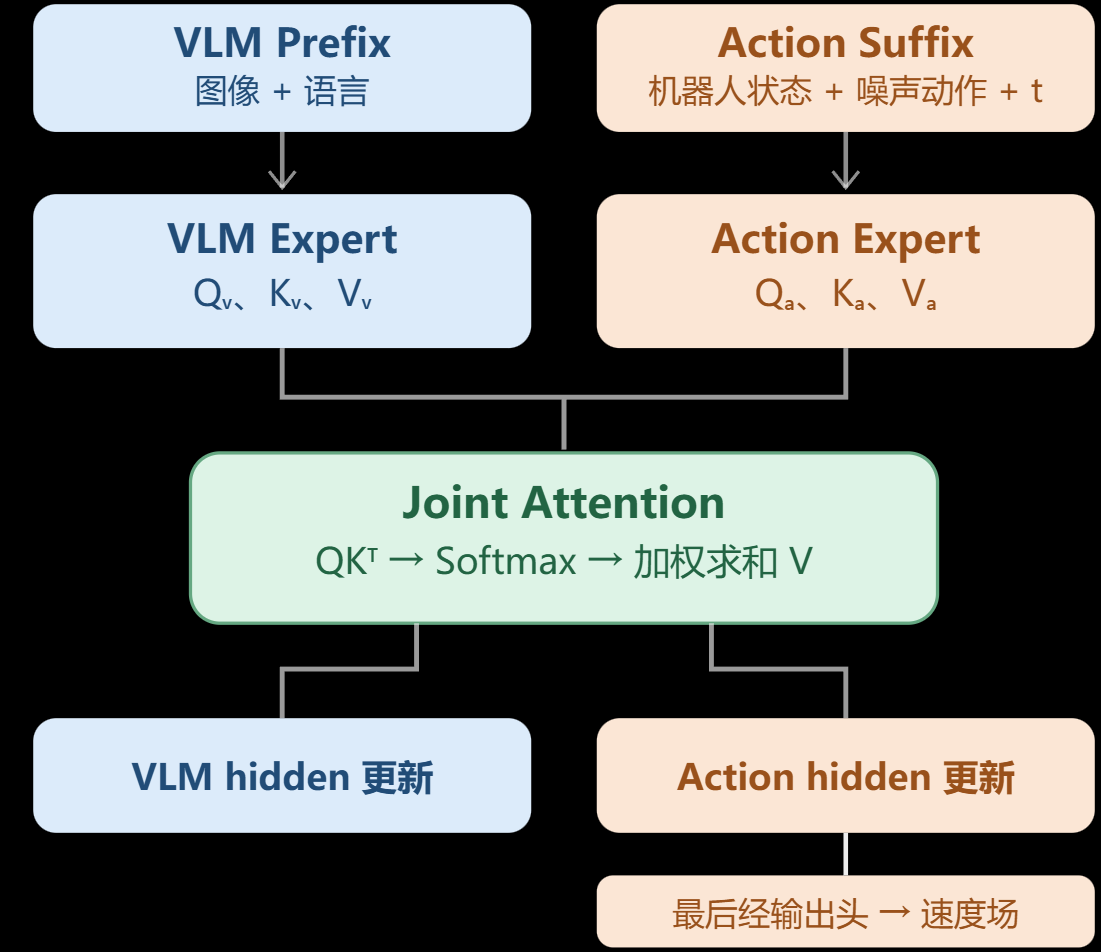 VLM Prefix
图像 + 语言
Action Suffix
机器人状态 + 噪声动作 + t
VLM Expert
Qᵥ、Kᵥ、Vᵥ
Action Expert
Qₐ、Kₐ、Vₐ
Joint Attention
QKᵀ → Softmax → 加权求和 V
VLM hidden 更新
Action hidden 更新
最后经输出头 → 速度场